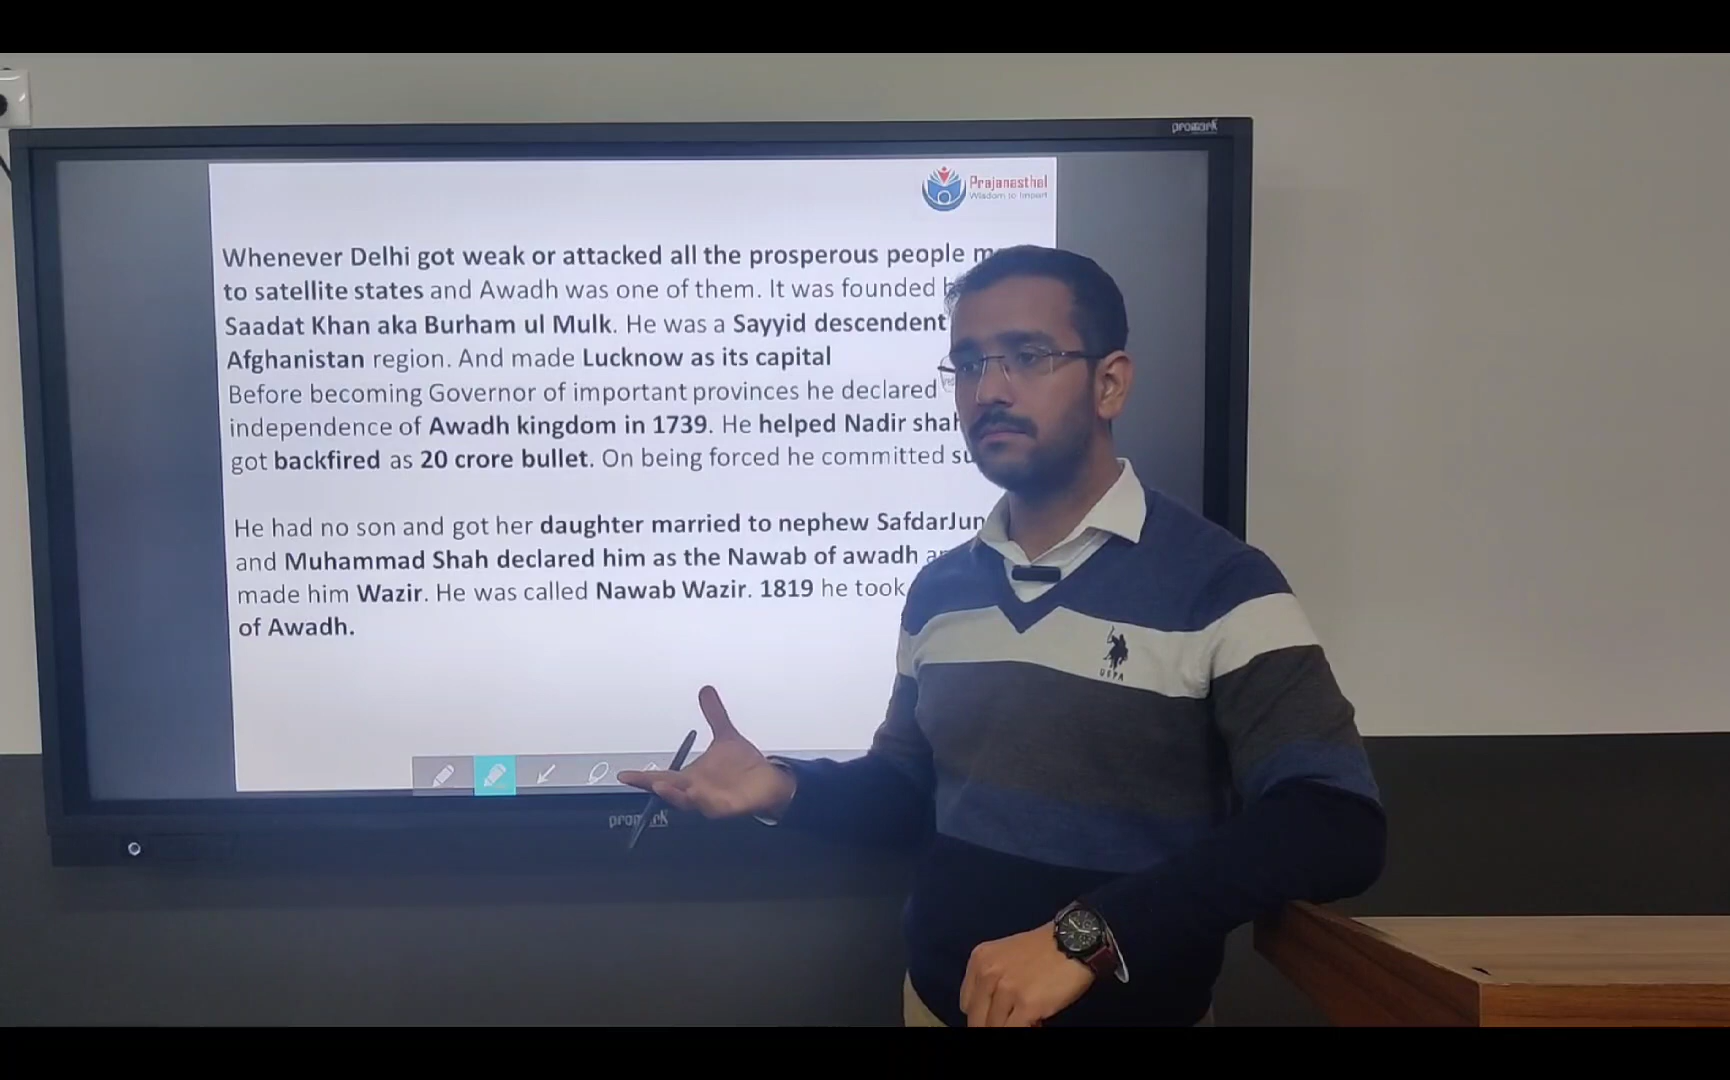 promark
Prajanasthal
Wisdom to Impart
Whenever Delhi got weak or attacked all the prosperous people
to satellite states and Awadh was one of them. It was founded
Saadat Khan aka Burham ul Mulk. He was a Sayyid descendent
Afghanistan region. And made Lucknow as its capital
Before becoming Governor of important provinces he declared
independence of Awadh kingdom in 1739. He helped Nadir shah
got backfired as 20 crore bullet. On being forced he committed
He had no son and got her daughter married to nephew SafdarJun
and Muhammad Shah declared him as the Nawab of awadh
made him Wazir. He was called Nawab Wazir. 1819 he took
of Awadh.
USPA